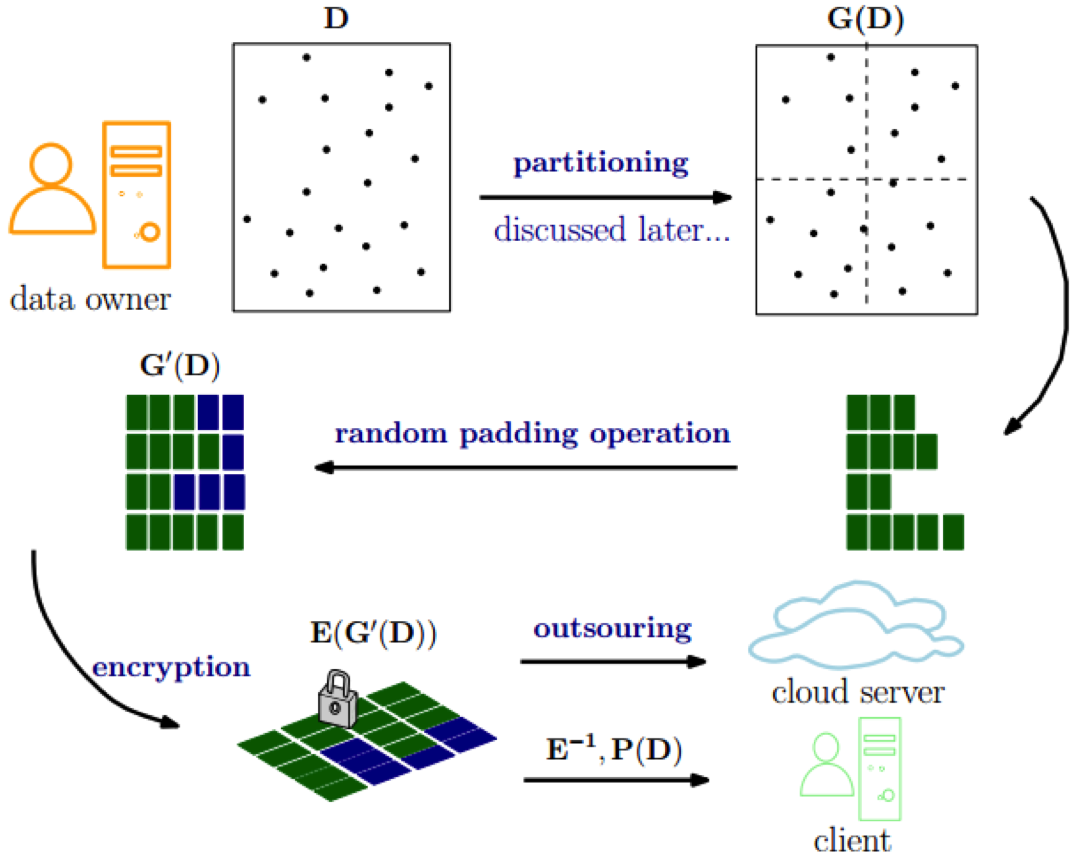 D
G(D)
partitioning
discussed later...
data owner
G′(D)
random padding operation
E(G′(D))
outsouring
encryption
cloud server
E⁻¹, P(D)
client